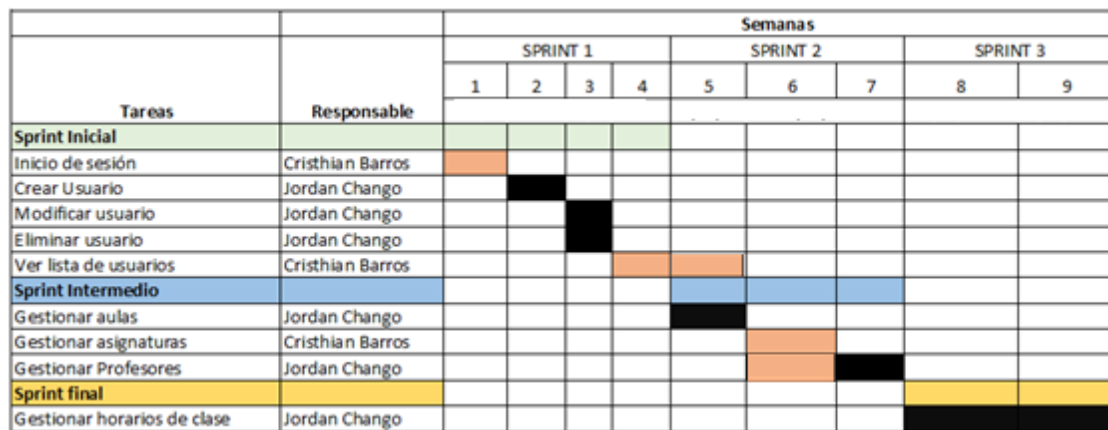 Semanas
SPRINT 1 SPRINT 2 SPRINT 3
1 2 3 4 5 6 7 8 9
Tareas Responsable
Sprint Inicial
Inicio de sesión Cristhian Barros
Crear Usuario Jordan Chango
Modificar usuario Jordan Chango
Eliminar usuario Jordan Chango
Ver lista de usuarios Cristhian Barros
Sprint Intermedio
Gestionar aulas Jordan Chango
Gestionar asignaturas Cristhian Barros
Gestionar Profesores Jordan Chango
Sprint final
Gestionar horarios de clase Jordan Chango